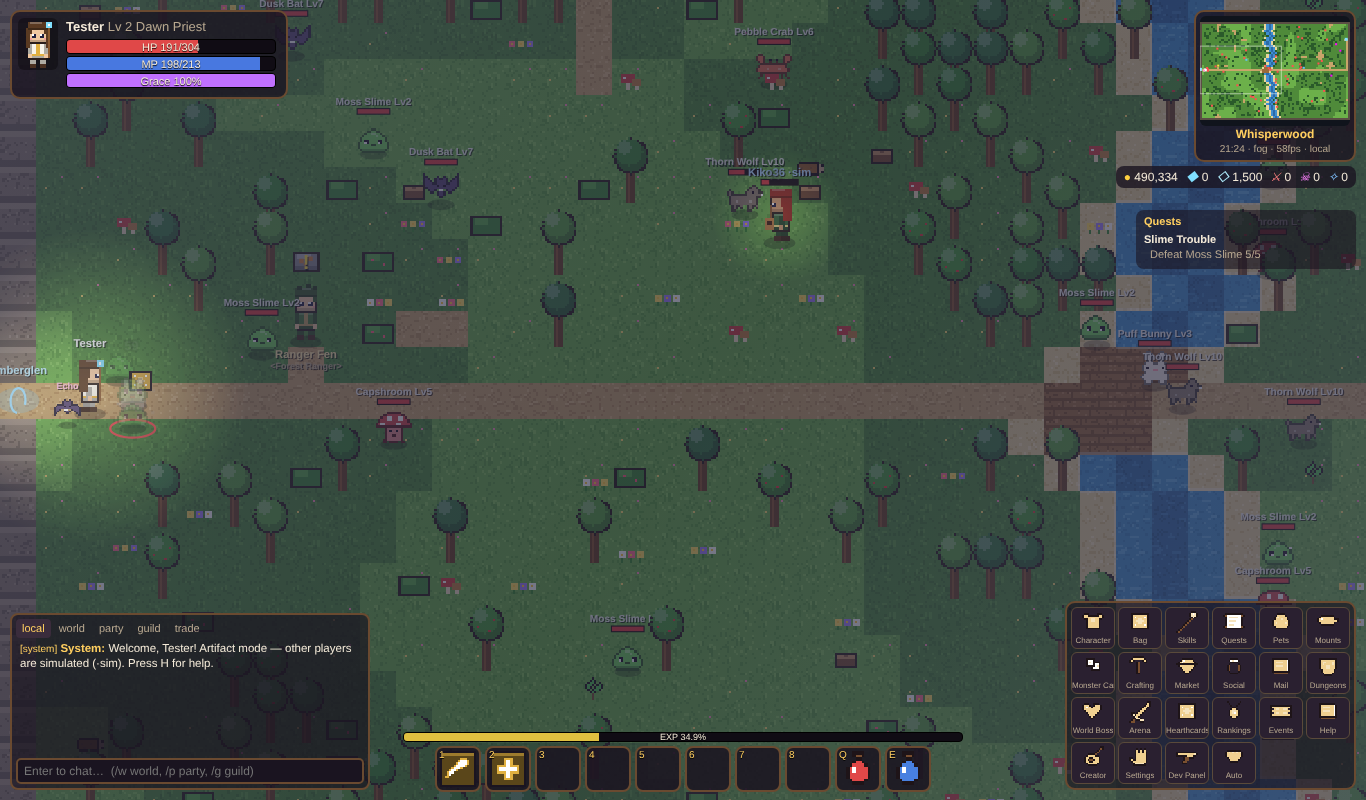 Tester Lv 2 Dawn Priest
HP 191/304
MP 198/213
Grace 100%
Dusk Bat Lv7
Pebble Crab Lv6
Moss Slime Lv2
Dusk Bat Lv7
Thorn Wolf Lv10
Kiko36 ·sim
Whisperwood
21:24 · fog · 58fps · local
490,334
0
1,500
0
0
0
Quests
Slime Trouble
Defeat Moss Slime 5/5
Moss Slime Lv2
Ranger Fen
<Forest Ranger>
Tester
mberglen
Echo
Capshroom Lv5
Moss Slime Lv2
Puff Bunny Lv3
Thorn Wolf Lv10
Thorn Wolf Lv10
Moss Slime Lv2
Capshroom Lv5
Moss Slime
local world party guild trade
[system] System: Welcome, Tester! Artifact mode — other players
are simulated (·sim). Press H for help.
Enter to chat… (/w world, /p party, /g guild)
EXP 34.9%
1 2 3 4 5 6 7 8 Q E
Character Bag Skills Quests Pets Mounts
Monster Ca Crafting Market Social Mail Dungeons
World Boss Arena Hearthcards Rankings Events Help
Creator Settings Dev Panel Auto